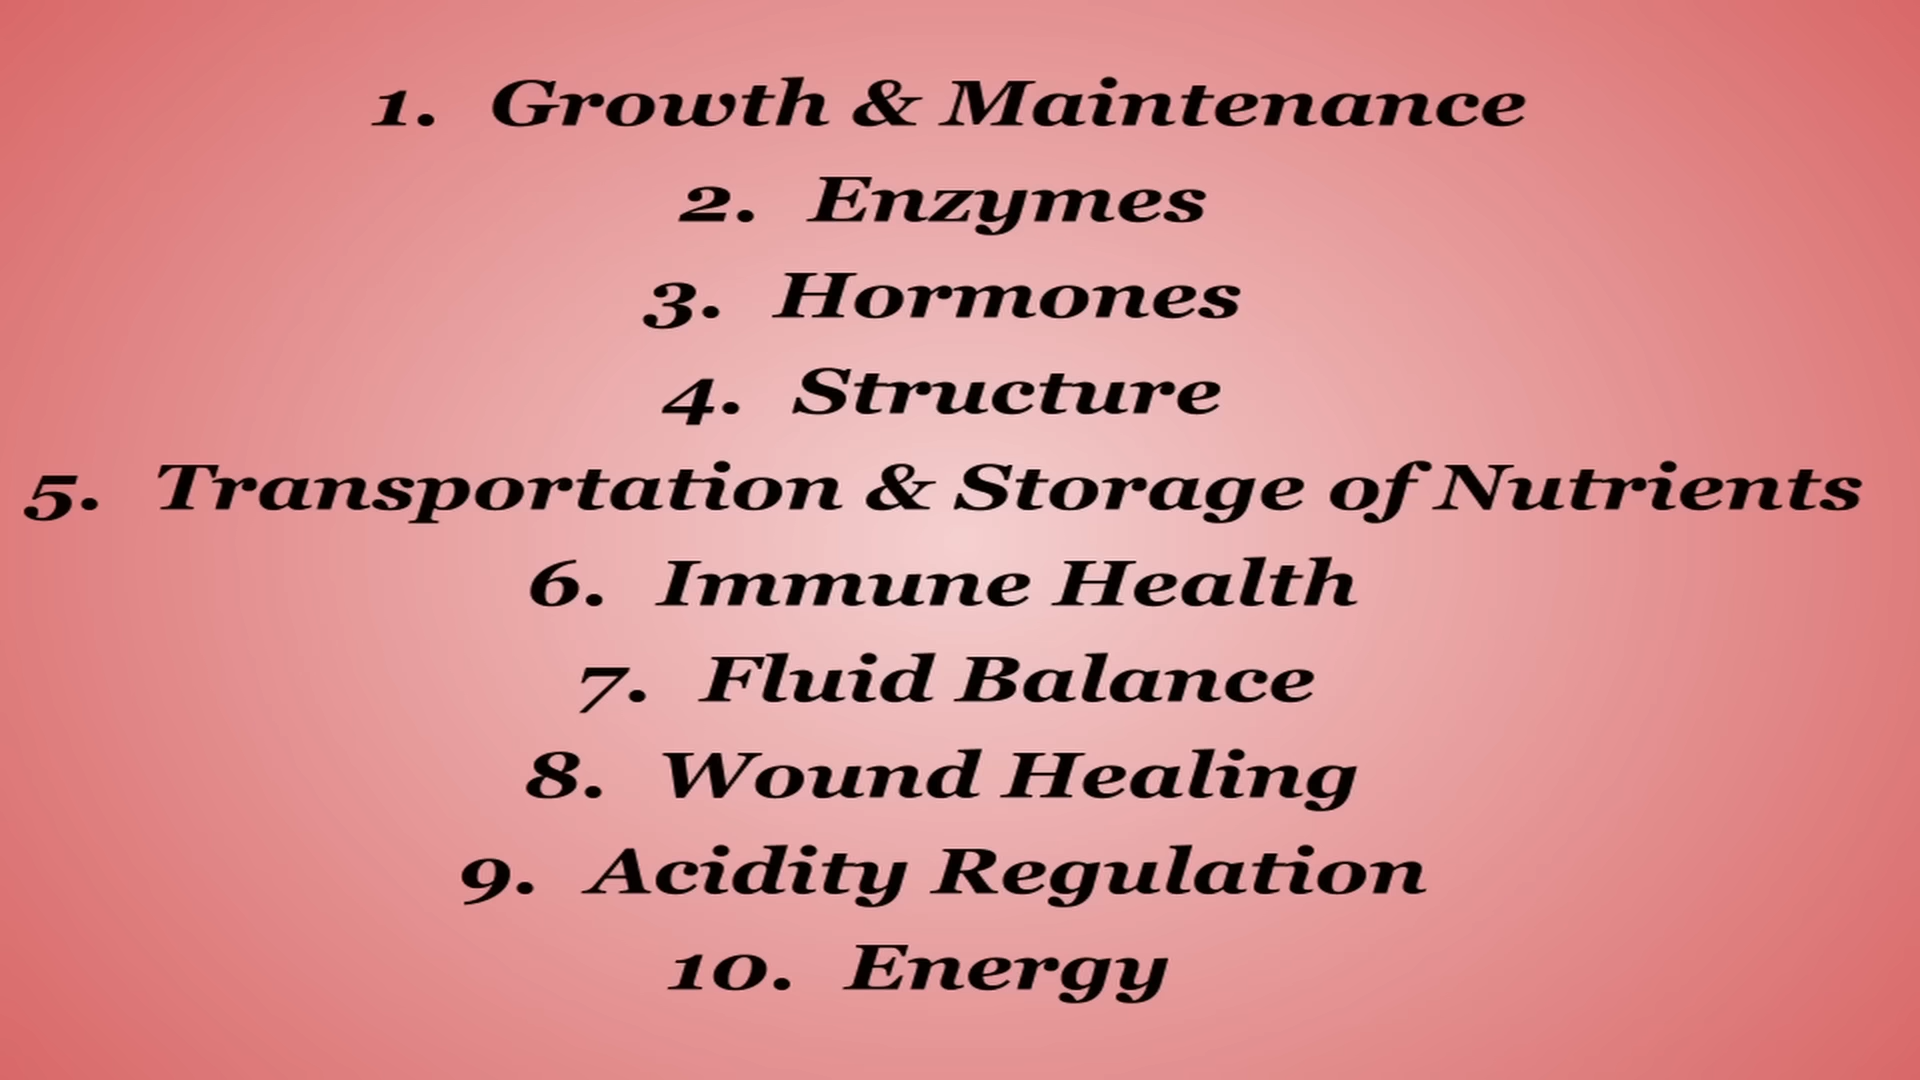 1. Growth & Maintenance
2. Enzymes
3. Hormones
4. Structure
5. Transportation & Storage of Nutrients
6. Immune Health
7. Fluid Balance
8. Wound Healing
9. Acidity Regulation
10. Energy